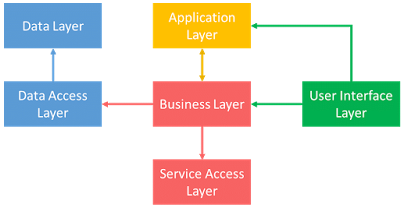 Data Layer
Application
Layer
Data Access
Layer
Business Layer
User Interface
Layer
Service Access
Layer